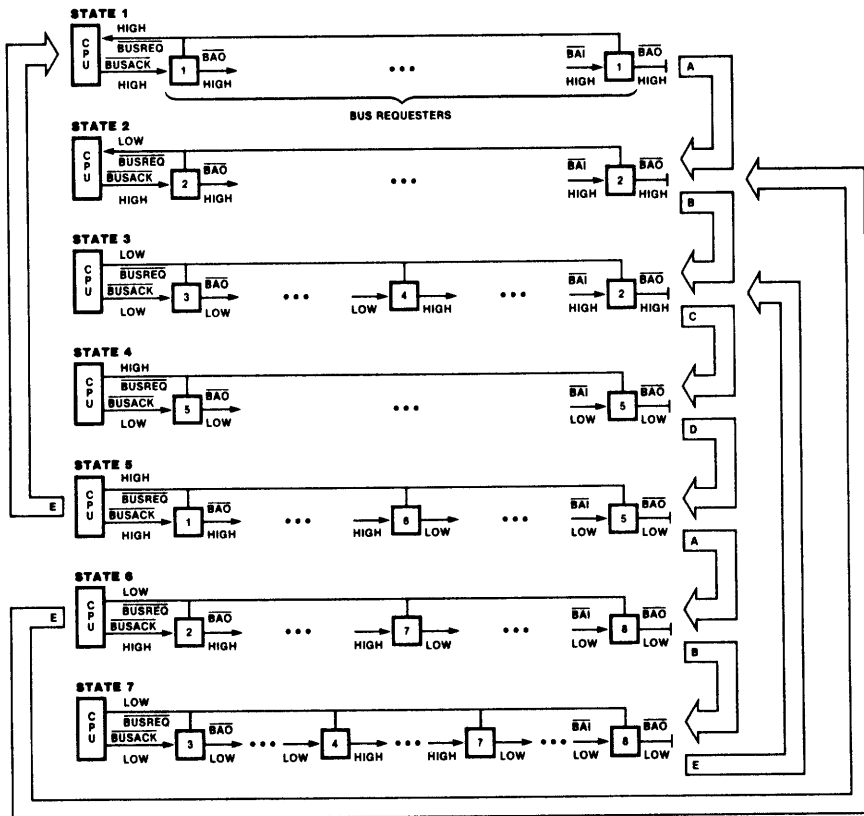 STATE 1
HIGH
CPU
BUSREQ
BUSACK
HIGH
1
BAO
HIGH
•••
BAI
HIGH
1
BAO
HIGH
A
BUS REQUESTERS
STATE 2
LOW
CPU
BUSREQ
BUSACK
HIGH
2
BAO
HIGH
•••
BAI
HIGH
2
BAO
HIGH
B
STATE 3
LOW
CPU
BUSREQ
BUSACK
LOW
3
BAO
LOW
•••
LOW
4
HIGH
•••
BAI
HIGH
2
BAO
HIGH
C
STATE 4
HIGH
CPU
BUSREQ
BUSACK
LOW
5
BAO
LOW
•••
BAI
LOW
5
BAO
LOW
D
STATE 5
HIGH
E
CPU
BUSREQ
BUSACK
HIGH
1
BAO
HIGH
•••
HIGH
6
LOW
•••
BAI
LOW
5
BAO
LOW
A
STATE 6
LOW
E
CPU
BUSREQ
BUSACK
HIGH
2
BAO
HIGH
•••
HIGH
7
LOW
•••
BAI
LOW
8
BAO
LOW
B
STATE 7
LOW
CPU
BUSREQ
BUSACK
LOW
3
BAO
LOW
•••
LOW
4
HIGH
•••
HIGH
7
LOW
•••
BAI
LOW
8
BAO
LOW
E